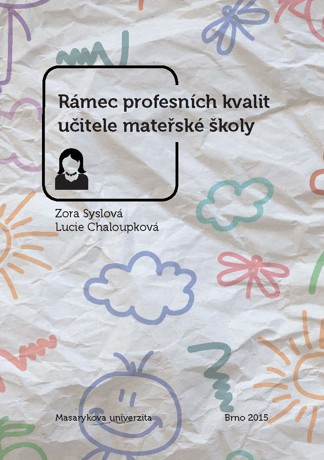 Rámec profesních kvalit
učitele mateřské školy
Zora Syslová
Lucie Chaloupková
Masarykova univerzita
Brno 2015